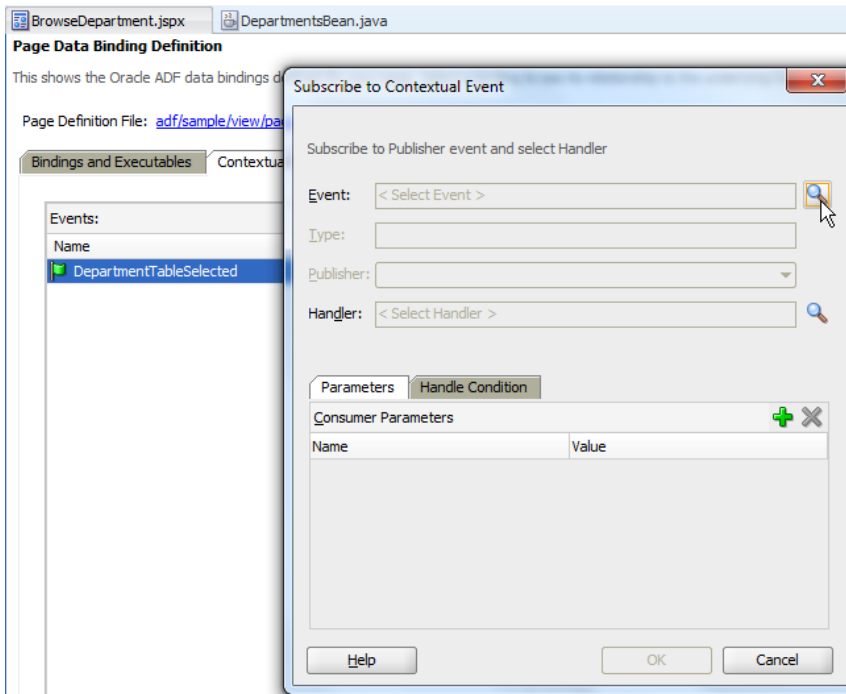 BrowseDepartment.jspx DepartmentsBean.java
Page Data Binding Definition
This shows the Oracle ADF data bindings d
Page Definition File: adf/sample/view/pa
Bindings and Executables Contextua
Events:
Name
DepartmentTableSelected
Subscribe to Contextual Event
Subscribe to Publisher event and select Handler
Event: < Select Event >
Type:
Publisher:
Handler: < Select Handler >
Parameters Handle Condition
Consumer Parameters
Name Value
Help OK Cancel